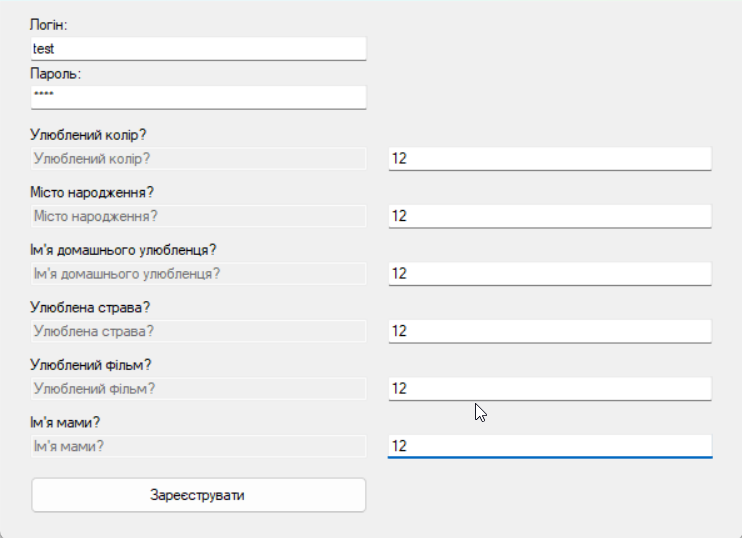 Логін:
test
Пароль:
****
Улюблений колір?
Улюблений колір? 12
Місто народження?
Місто народження? 12
Ім'я домашнього улюбленця?
Ім'я домашнього улюбленця? 12
Улюблена страва?
Улюблена страва? 12
Улюблений фільм?
Улюблений фільм? 12
Ім'я мами?
Ім'я мами? 12
Зареєструвати